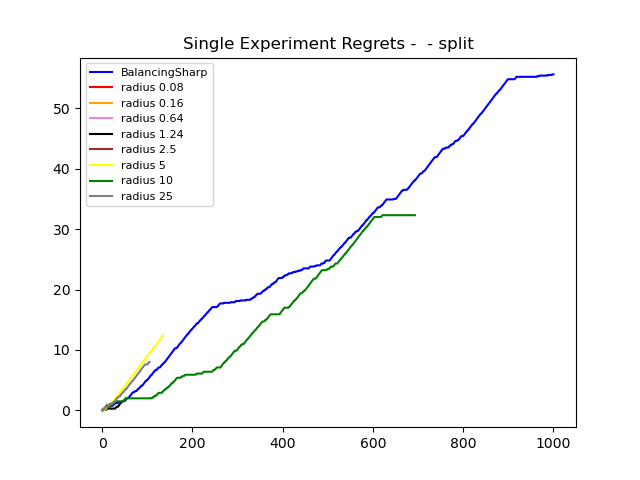 Single Experiment Regrets -  - split
BalancingSharp
radius 0.08
radius 0.16
radius 0.64
radius 1.24
radius 2.5
radius 5
radius 10
radius 25
50
40
30
20
10
0
0 200 400 600 800 1000